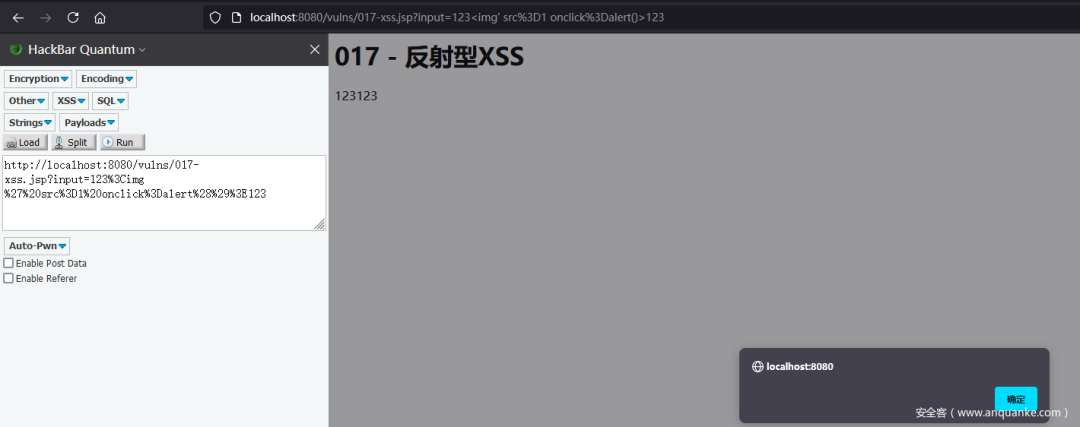 localhost:8080/vulns/017-xss.jsp?input=123<img' src%3D1 onclick%3Dalert()>123
HackBar Quantum
017 - 反射型XSS
Encryption Encoding
123123
Other XSS SQL
Strings Payloads
Load Split Run
http://localhost:8080/vulns/017-
xss.jsp?input=123%3Cimg
%27%20src%3D1%20onclick%3Dalert%28%29%3E123
Auto-Pwn
Enable Post Data
Enable Referer
localhost:8080
确定
安全客（www.anquanke.com）